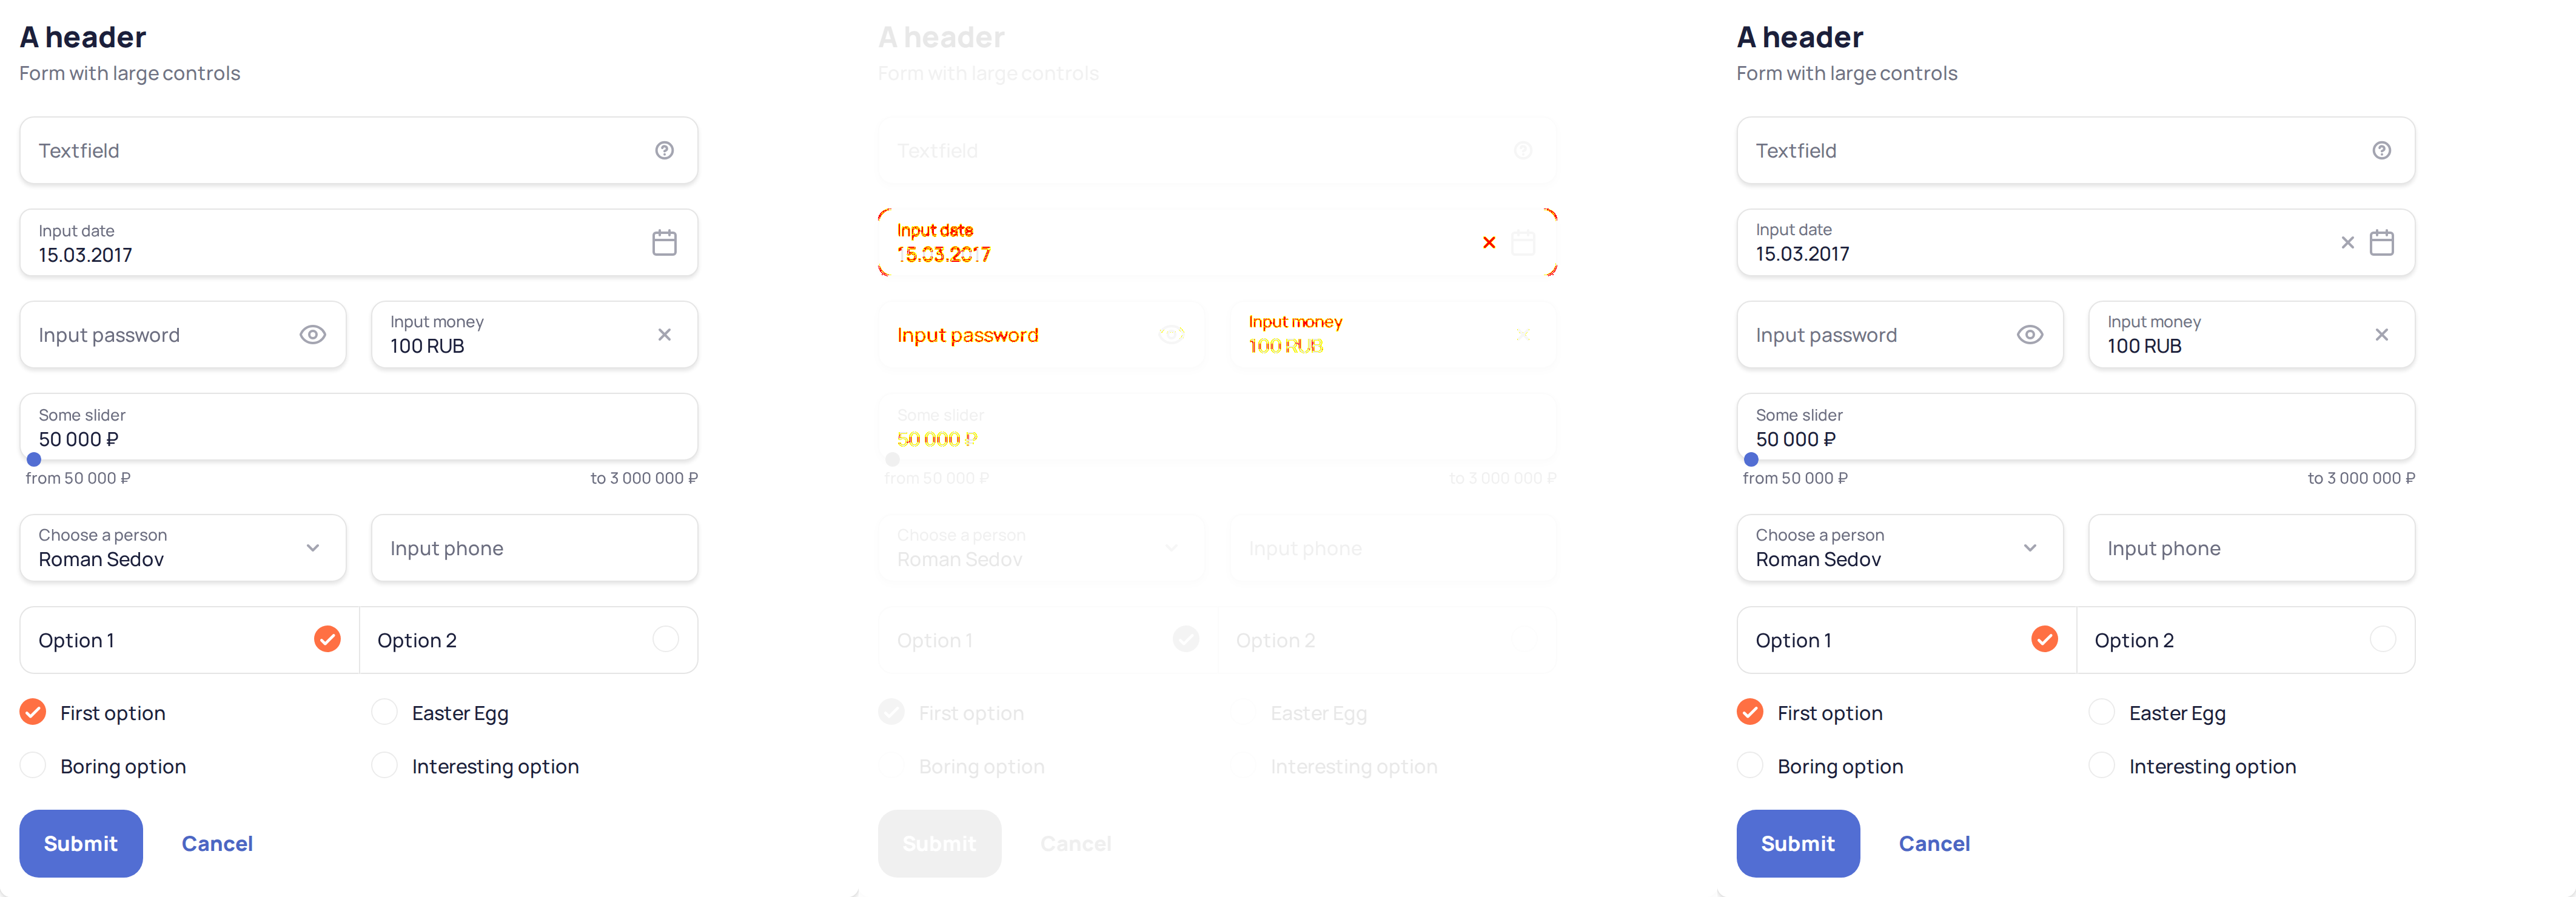 A header
Form with large controls
Textfield
Input date
15.03.2017
Input password
Input money
100 RUB
Some slider
50 000 ₽
from 50 000 ₽
to 3 000 000 ₽
Choose a person
Roman Sedov
Input phone
Option 1
Option 2
First option
Easter Egg
Boring option
Interesting option
Submit
Cancel
A header
Form with large controls
Textfield
Input date
15.03.2017
Input password
Input money
100 RUB
Some slider
50 000 ₽
from 50 000 ₽
to 3 000 000 ₽
Choose a person
Roman Sedov
Input phone
Option 1
Option 2
First option
Easter Egg
Boring option
Interesting option
Submit
Cancel
A header
Form with large controls
Textfield
Input date
15.03.2017
Input password
Input money
100 RUB
Some slider
50 000 ₽
from 50 000 ₽
to 3 000 000 ₽
Choose a person
Roman Sedov
Input phone
Option 1
Option 2
First option
Easter Egg
Boring option
Interesting option
Submit
Cancel